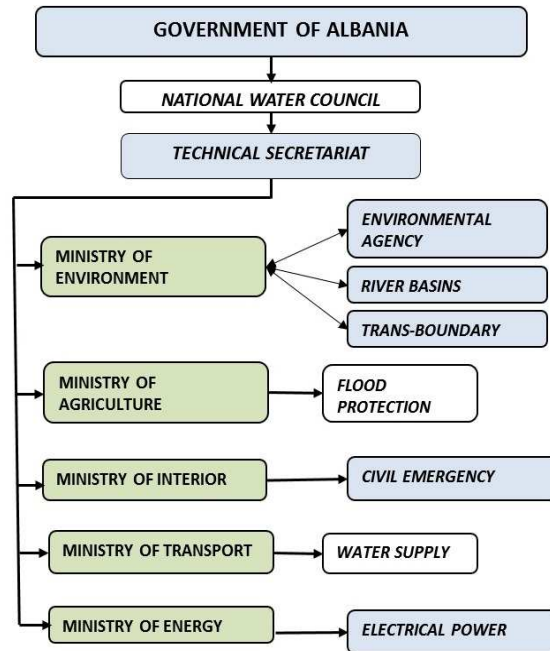 GOVERNMENT OF ALBANIA
NATIONAL WATER COUNCIL
TECHNICAL SECRETARIAT
MINISTRY OF
ENVIRONMENT
ENVIRONMENTAL
AGENCY
RIVER BASINS
TRANS-BOUNDARY
MINISTRY OF
AGRICULTURE
FLOOD
PROTECTION
MINISTRY OF INTERIOR
CIVIL EMERGENCY
MINISTRY OF TRANSPORT
WATER SUPPLY
MINISTRY OF ENERGY
ELECTRICAL POWER